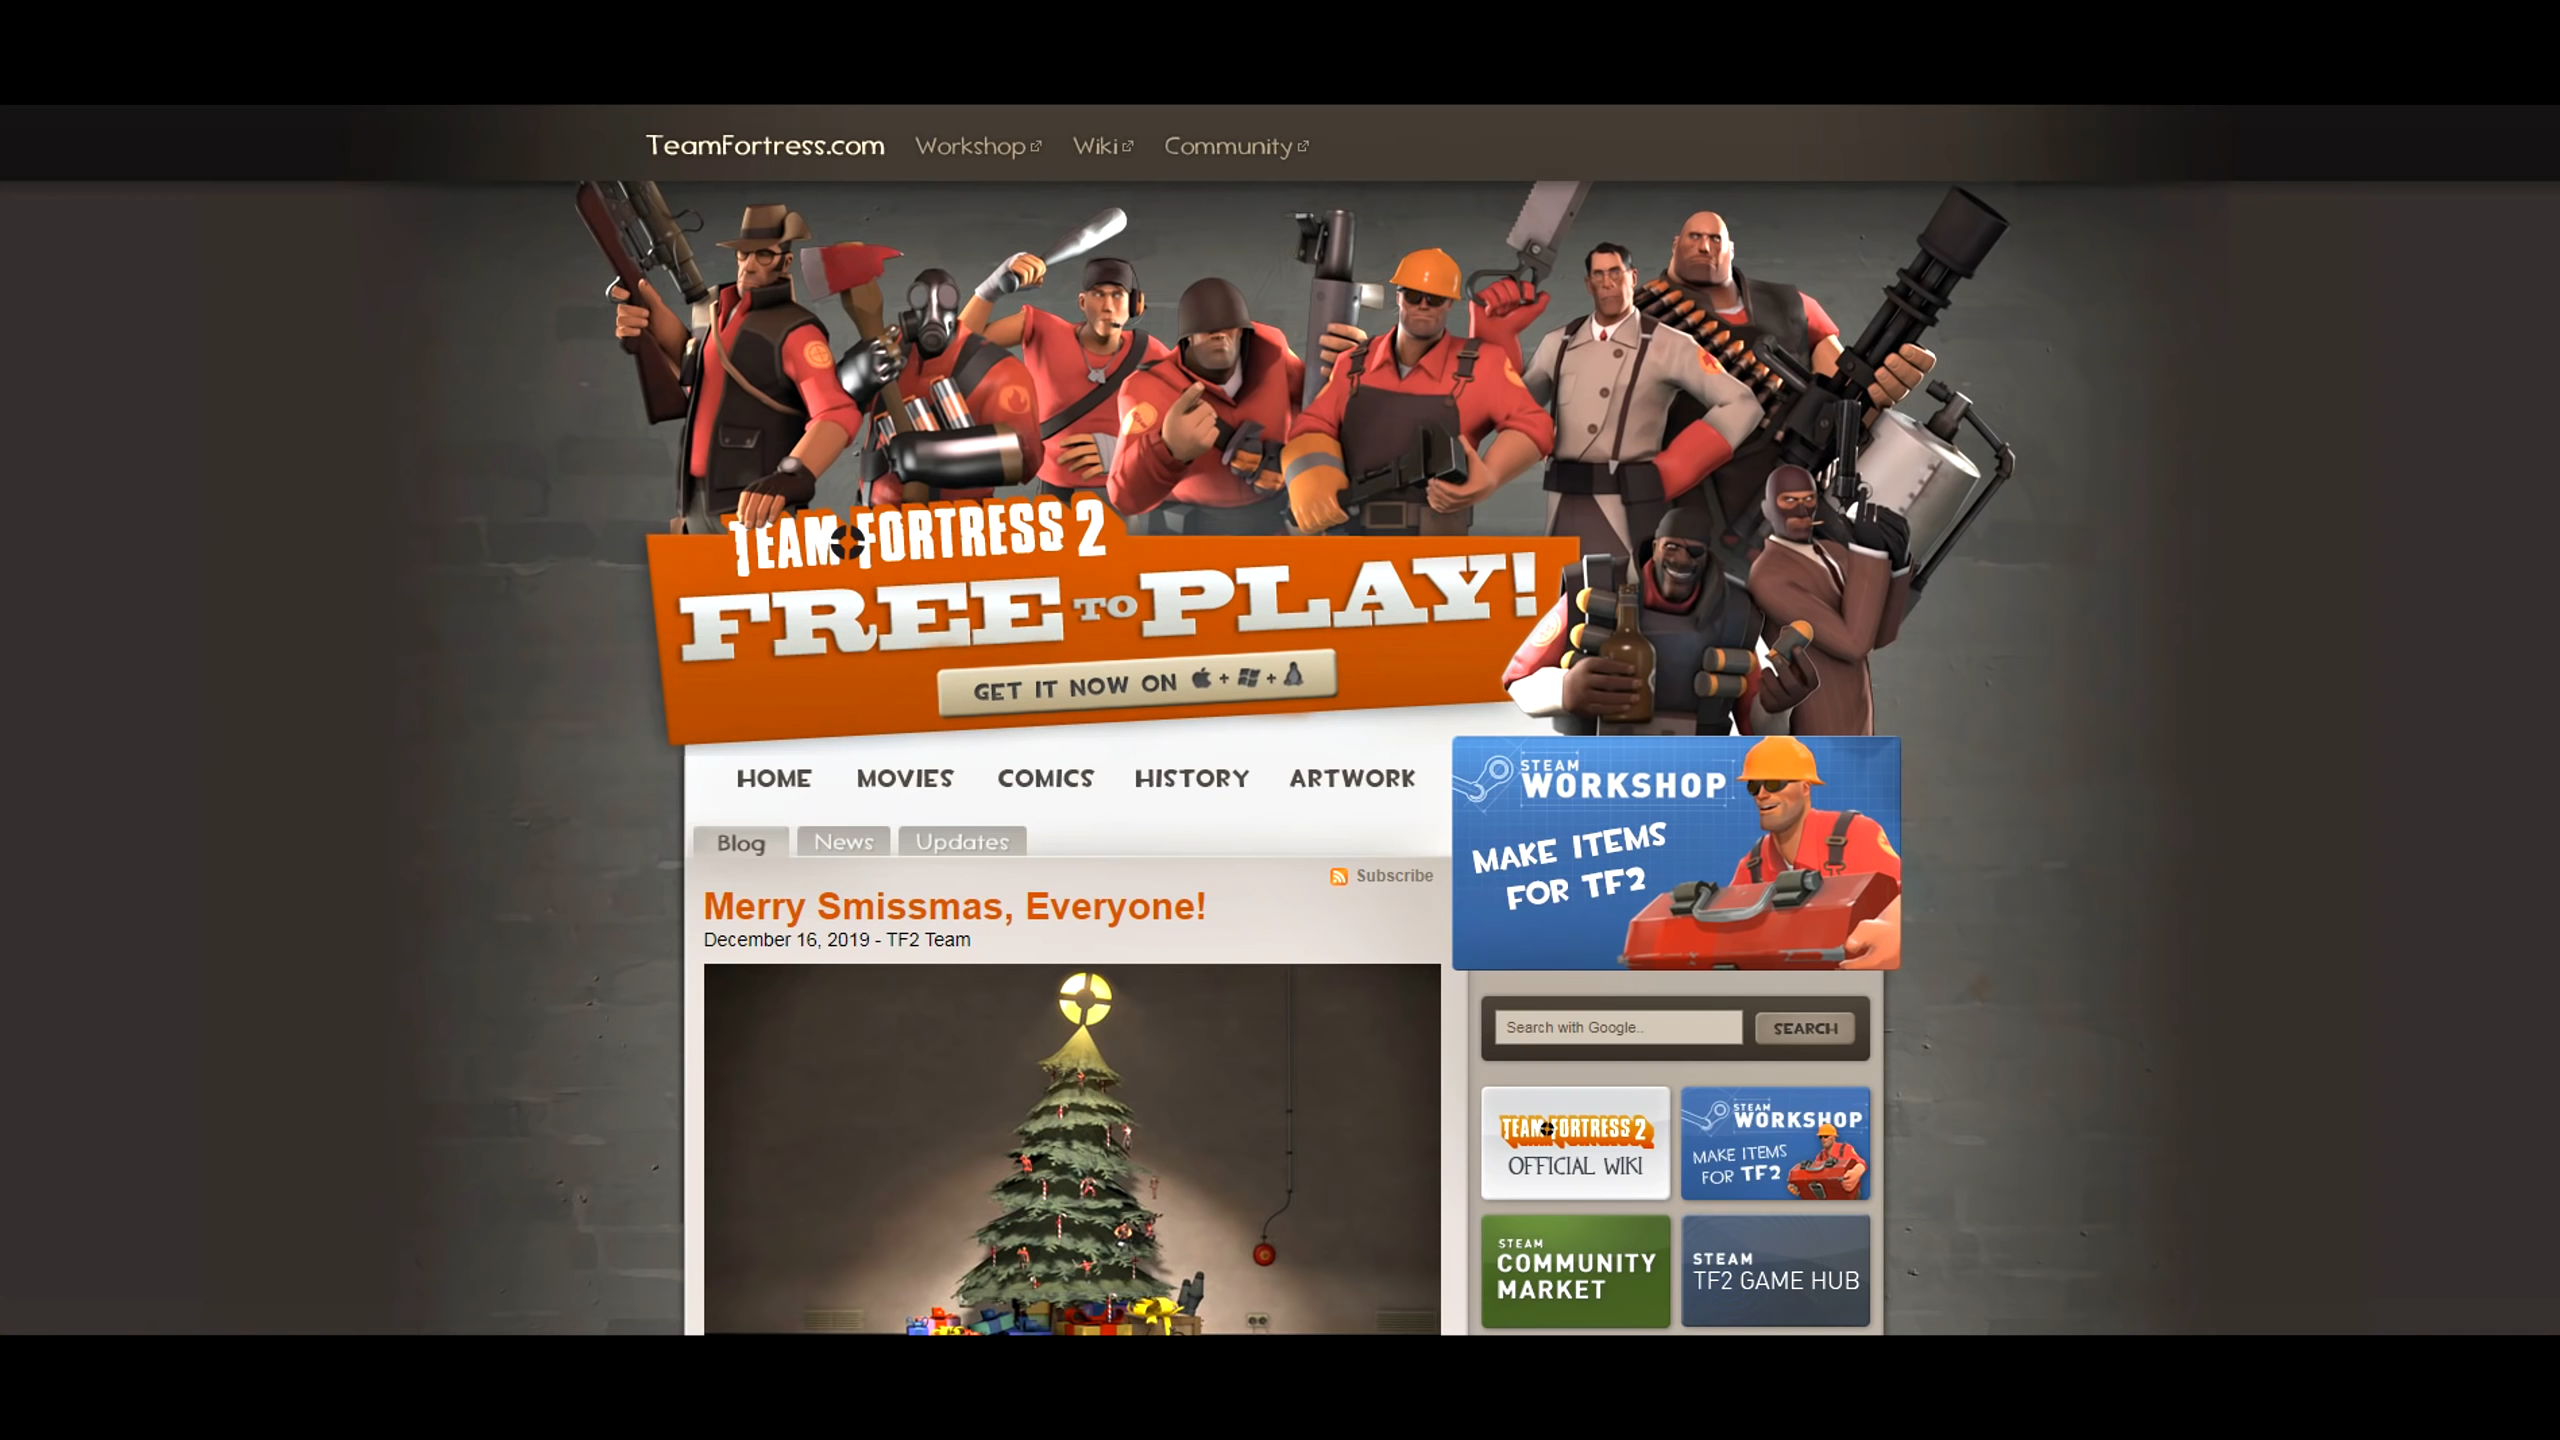 TeamFortress.com Workshop Wiki Community
TEAM FORTRESS 2
FREE TO PLAY!
GET IT NOW ON + +
HOME MOVIES COMICS HISTORY ARTWORK
STEAM
WORKSHOP
MAKE ITEMS
FOR TF2
Blog News Updates
Subscribe
Merry Smissmas, Everyone!
December 16, 2019 - TF2 Team
Search with Google.. SEARCH
TEAM FORTRESS 2
OFFICIAL WIKI
STEAM
WORKSHOP
MAKE ITEMS
FOR TF2
STEAM
COMMUNITY
MARKET
STEAM
TF2 GAME HUB